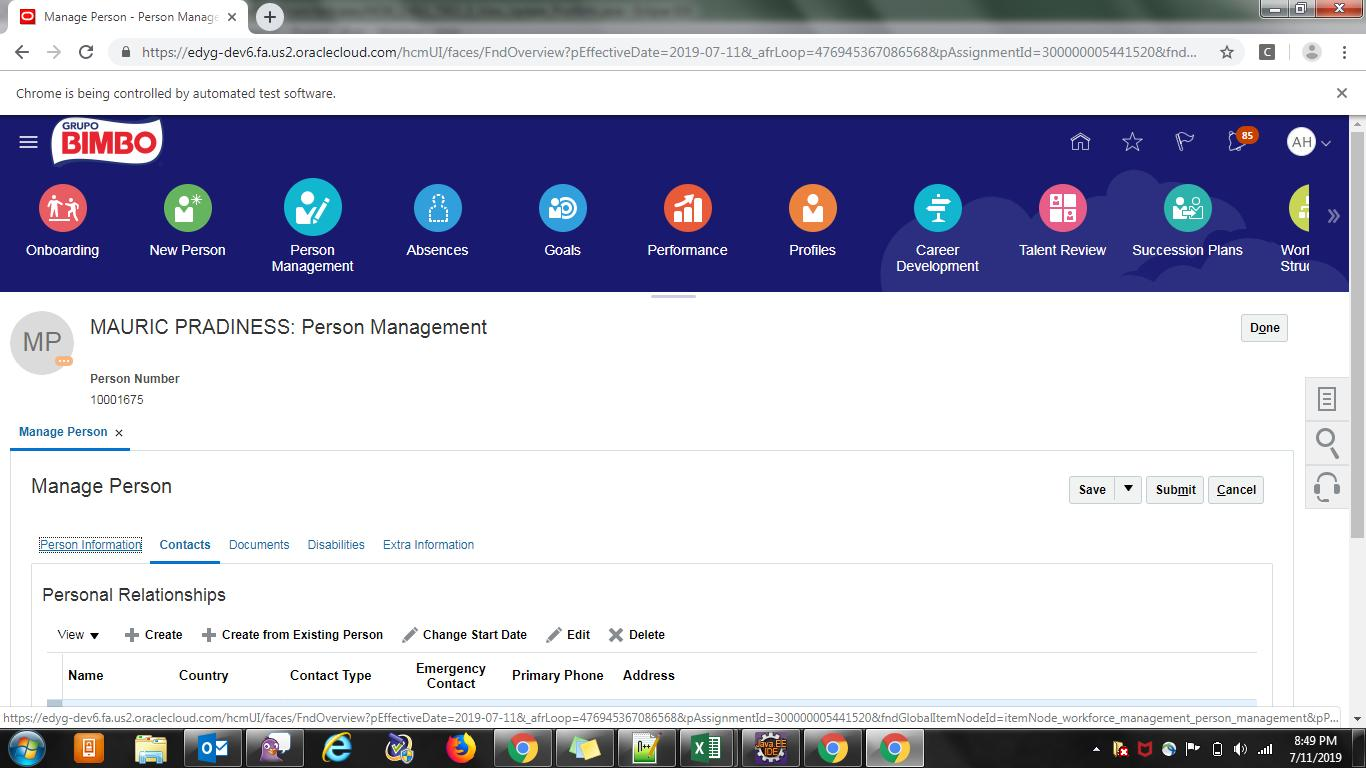 Manage Person - Person Manage
https://edyg-dev6.fa.us2.oraclecloud.com/hcmUI/faces/FndOverview?pEffectiveDate=2019-07-11&_afrLoop=476945367086568&pAssignmentId=300000005441520&fnd...
C
Chrome is being controlled by automated test software.
GRUPO
BIMBO
85
AH
Onboarding
New Person
Person
Management
Absences
Goals
Performance
Profiles
Career
Development
Talent Review
Succession Plans
Worl
Struc
MP
MAURIC PRADINESS: Person Management
Done
Person Number
10001675
Manage Person
Manage Person
Save
Submit
Cancel
Person Information
Contacts
Documents
Disabilities
Extra Information
Personal Relationships
View
Create
Create from Existing Person
Change Start Date
Edit
Delete
Name
Country
Contact Type
Emergency
Contact
Primary Phone
Address
https://edyg-dev6.fa.us2.oraclecloud.com/hcmUI/faces/FndOverview?pEffectiveDate=2019-07-11&_afrLoop=476945367086568&pAssignmentId=300000005441520&fndGlobalItemNodeId=itemNode_workforce_management_person_management&pP...
Java EE
IDE
8:49 PM
7/11/2019